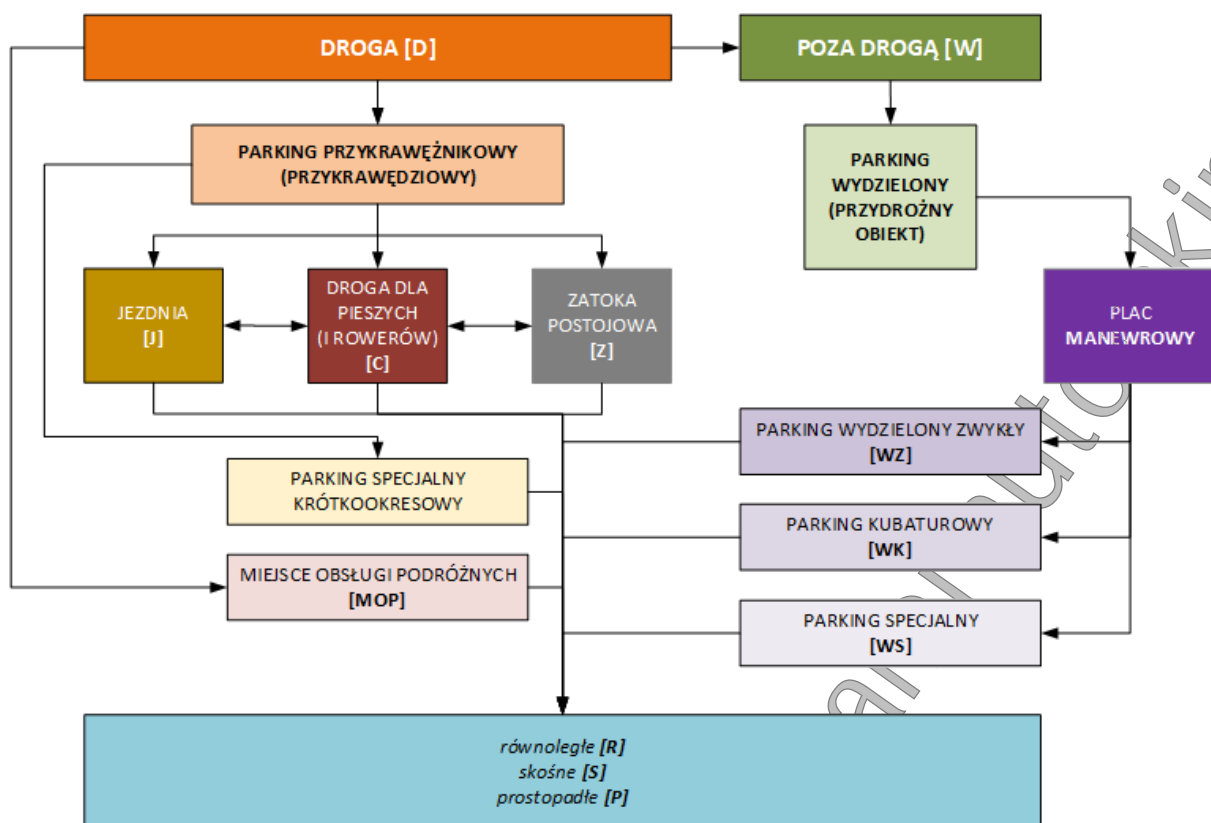 DROGA [D]
POZA DROGĄ [W]
PARKING PRZYKRAWĘŻNIKOWY
(PRZYKRAWĘDZIOWY)
PARKING
WYDZIELONY
(PRZYDROŻNY
OBIEKT)
JEZDNIA
[J]
DROGA DLA
PIESZYCH
(I ROWERÓW)
[C]
ZATOKA
POSTOJOWA
[Z]
PLAC
MANEWROWY
PARKING WYDZIELONY ZWYKŁY
[WZ]
PARKING SPECJALNY
KRÓTKOOKRESOWY
PARKING KUBATUROWY
[WK]
MIEJSCE OBSŁUGI PODRÓŻNYCH
[MOP]
PARKING SPECJALNY
[WS]
równoległe [R]
skośne [S]
prostopadłe [P]